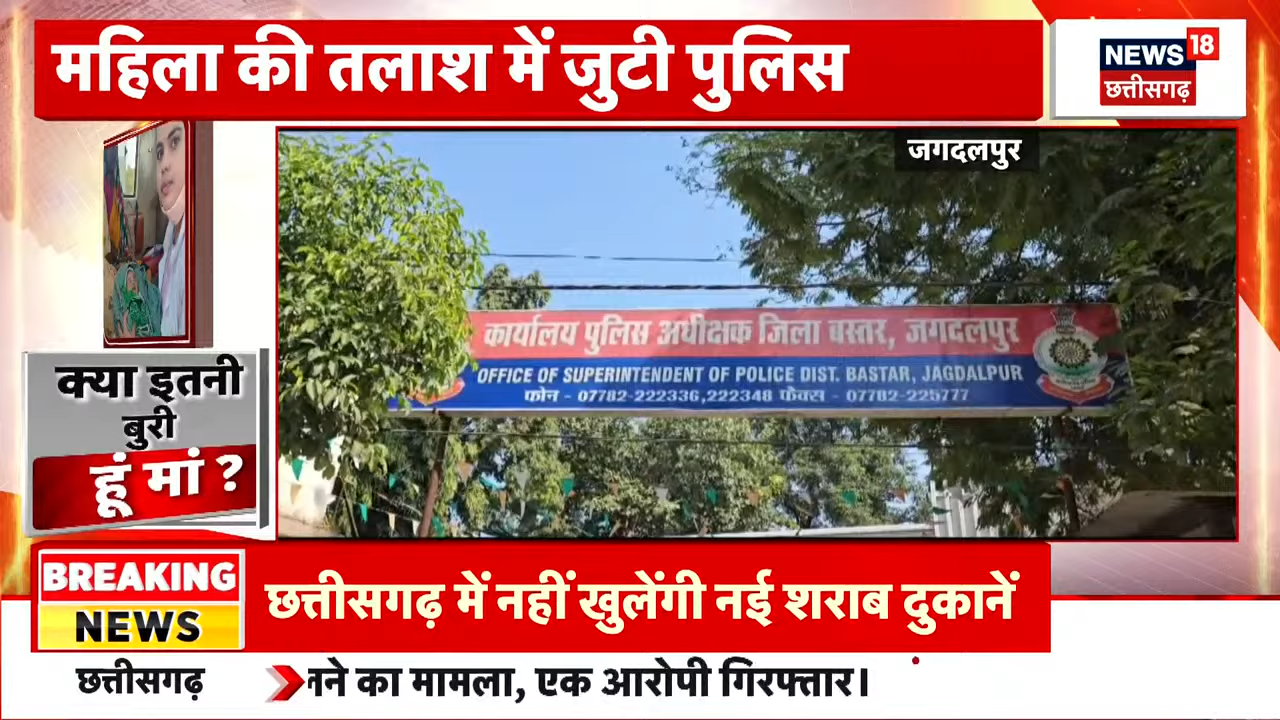 महिला की तलाश में जुटी पुलिस
NEWS 18
छत्तीसगढ़
जगदलपुर
कार्यालय पुलिस अधीक्षक जिला बस्तर, जगदलपुर
OFFICE OF SUPERINTENDENT OF POLICE DIST. BASTAR, JAGDALPUR
फोन - 07782-222336,222348 फेक्स - 07782-225777
क्या इतनी
बुरी
हूं मां ?
BREAKING
NEWS
छत्तीसगढ़ में नहीं खुलेंगी नई शराब दुकानें
छत्तीसगढ़
का मामला, एक आरोपी गिरफ्तार।